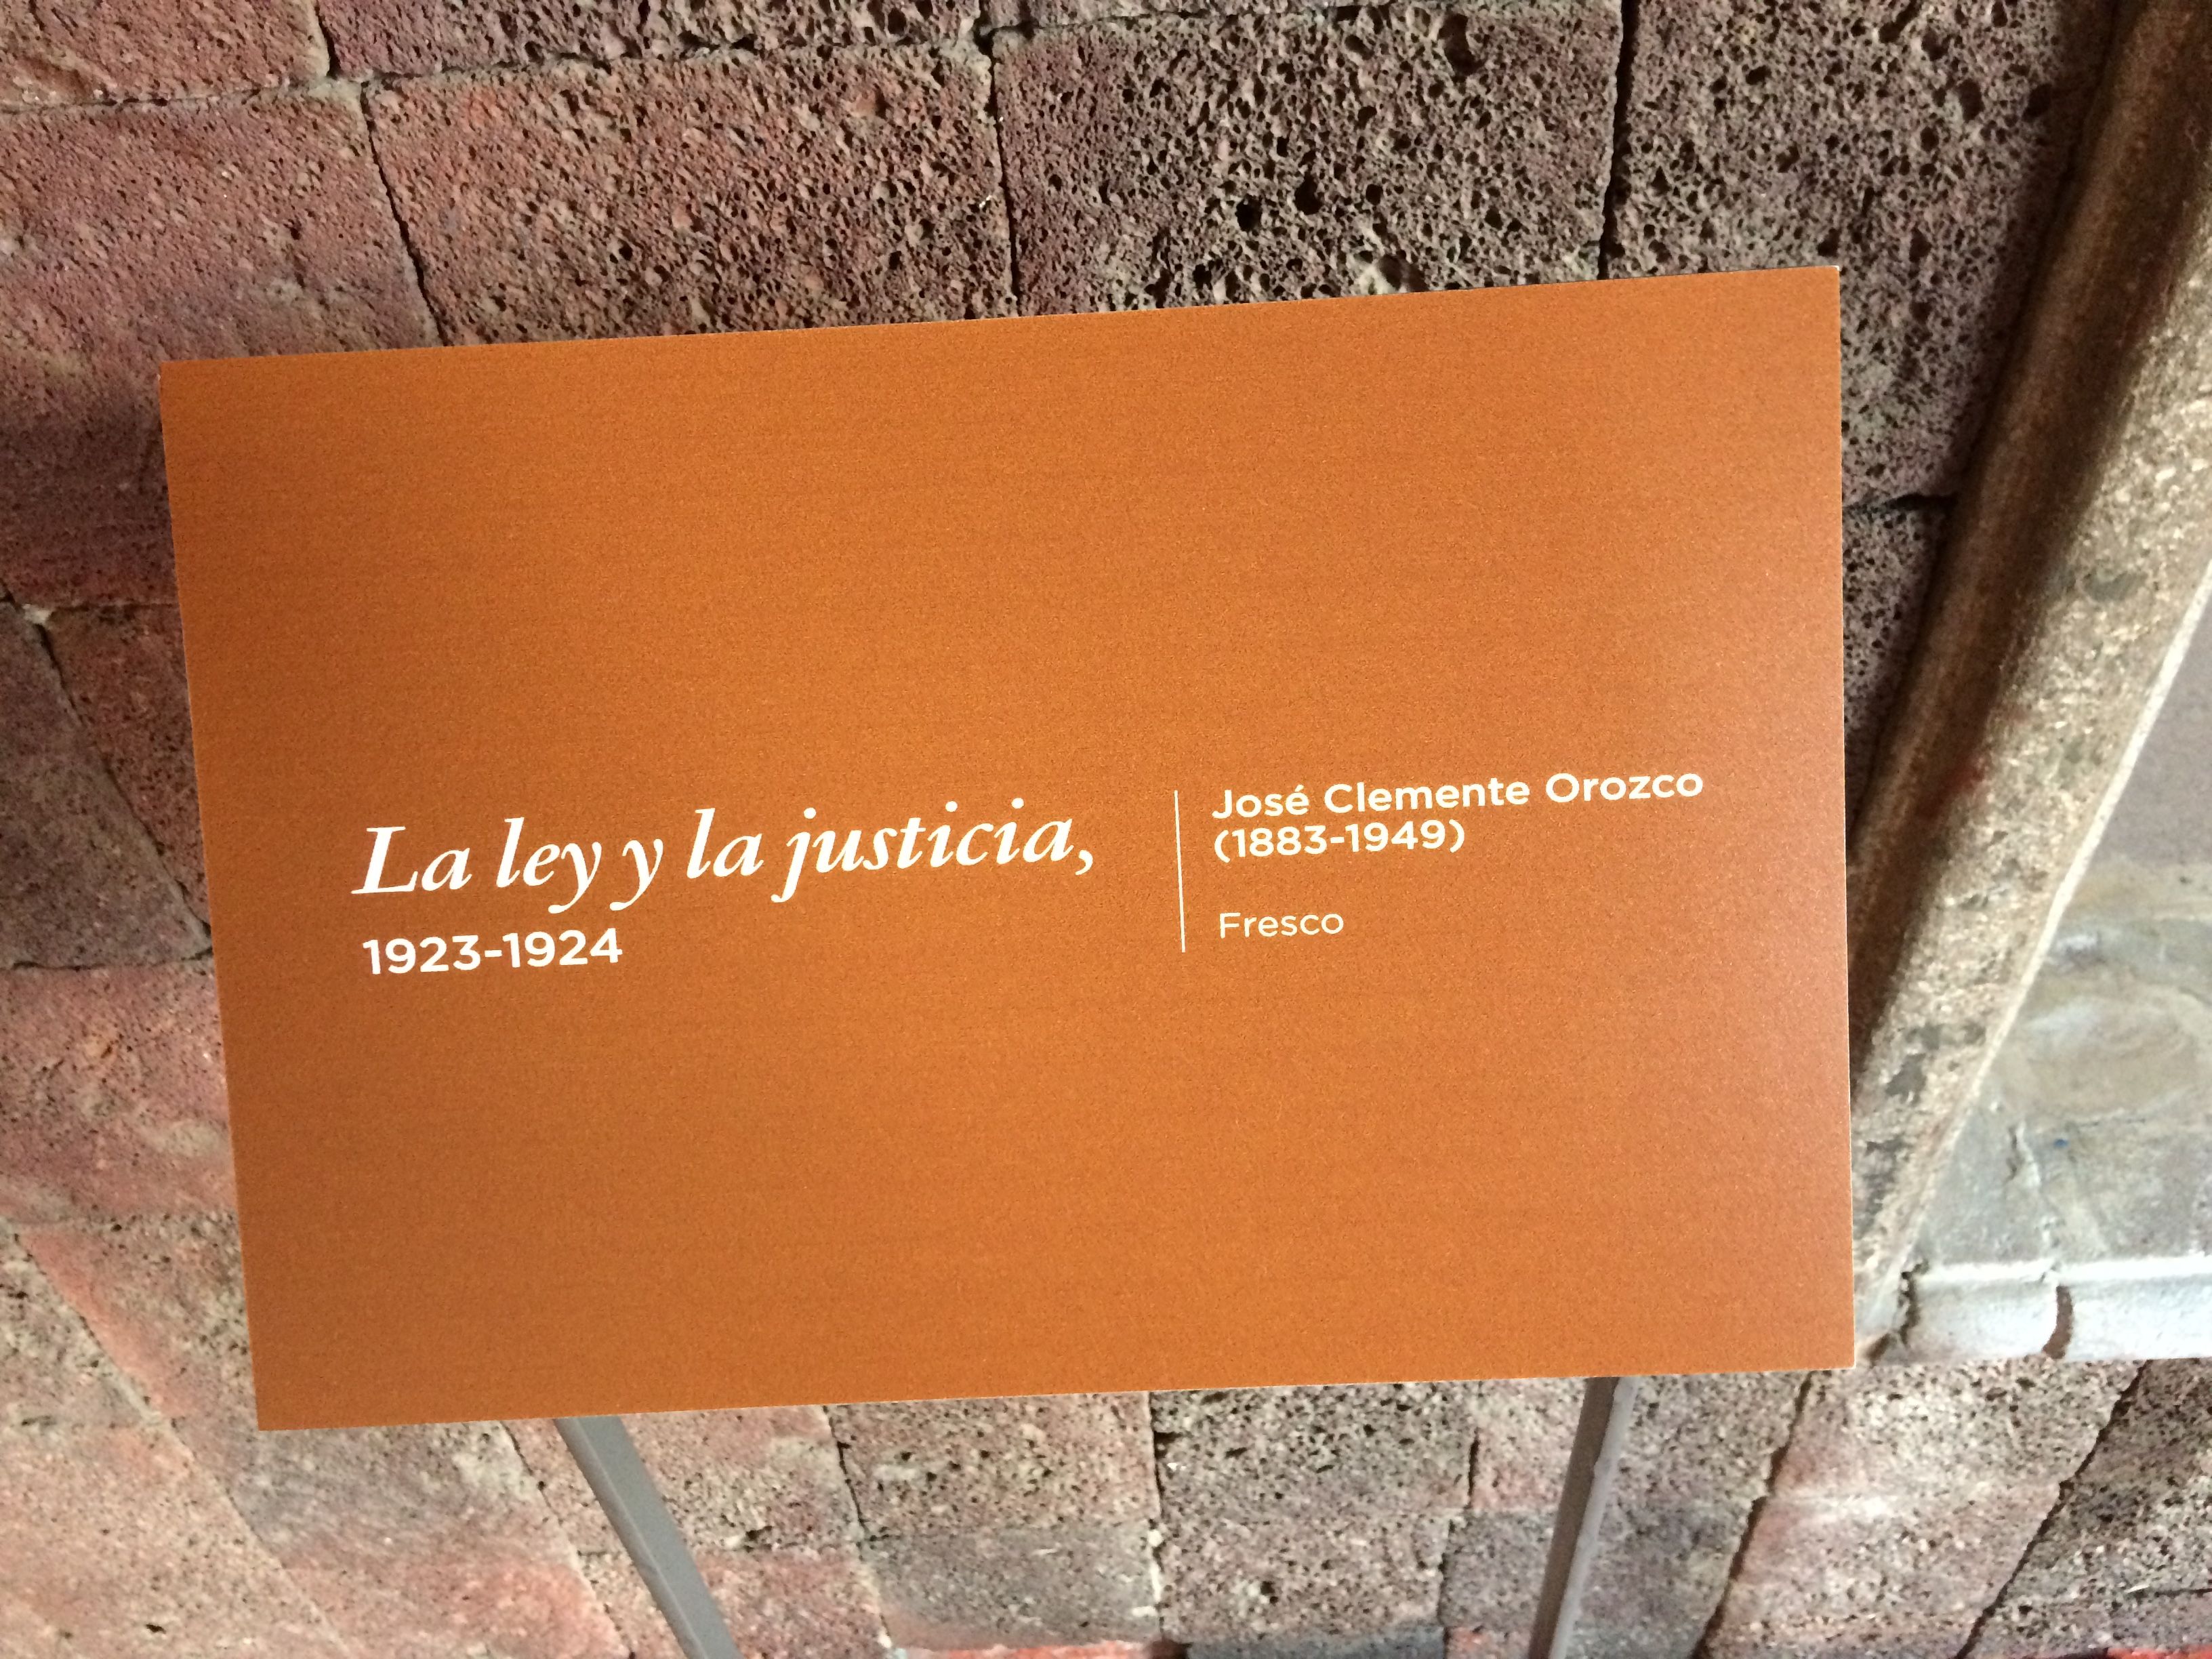 La ley y la justicia,
1923-1924
José Clemente Orozco
(1883-1949)
Fresco